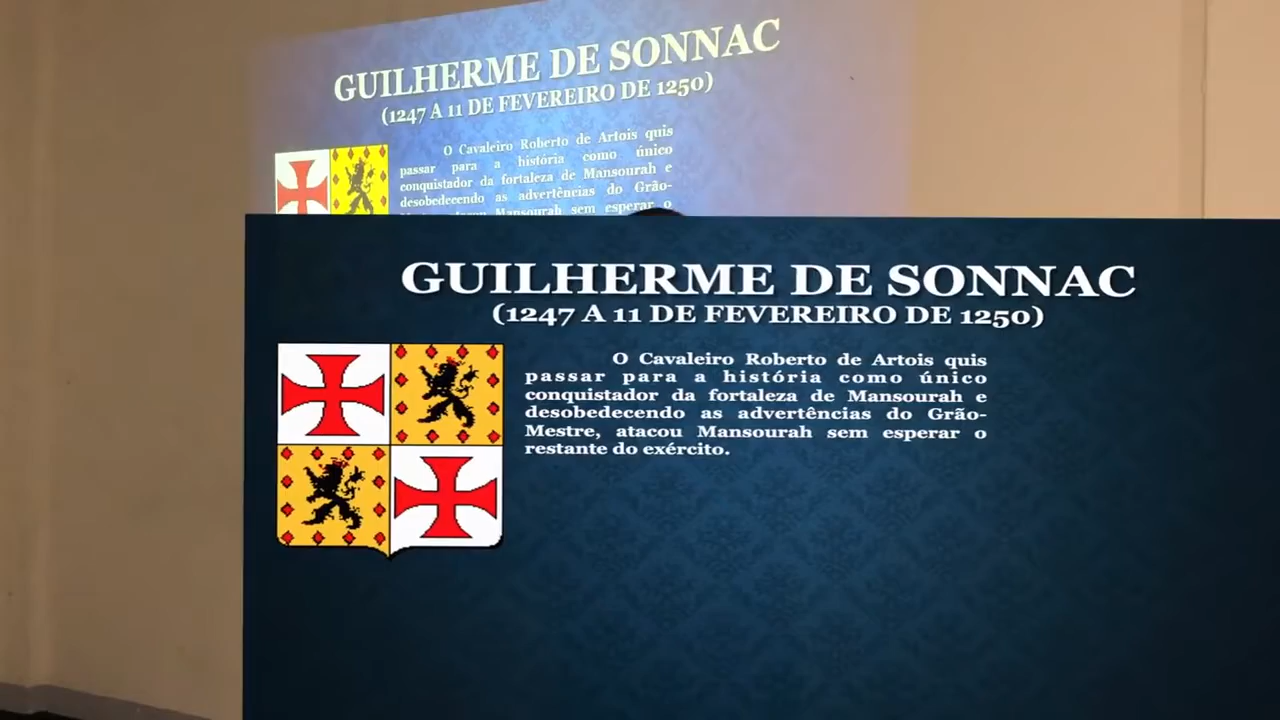 GUILHERME DE SONNAC
(1247 A 11 DE FEVEREIRO DE 1250)
O Cavaleiro Roberto de Artois quis
passar para a história como único
conquistador da fortaleza de Mansourah e
desobedecendo as advertências do Grão-
Mansourah sem esperar o
GUILHERME DE SONNAC
(1247 A 11 DE FEVEREIRO DE 1250)
O Cavaleiro Roberto de Artois quis
passar para a história como único
conquistador da fortaleza de Mansourah e
desobedecendo as advertências do Grão-
Mestre, atacou Mansourah sem esperar o
restante do exército.